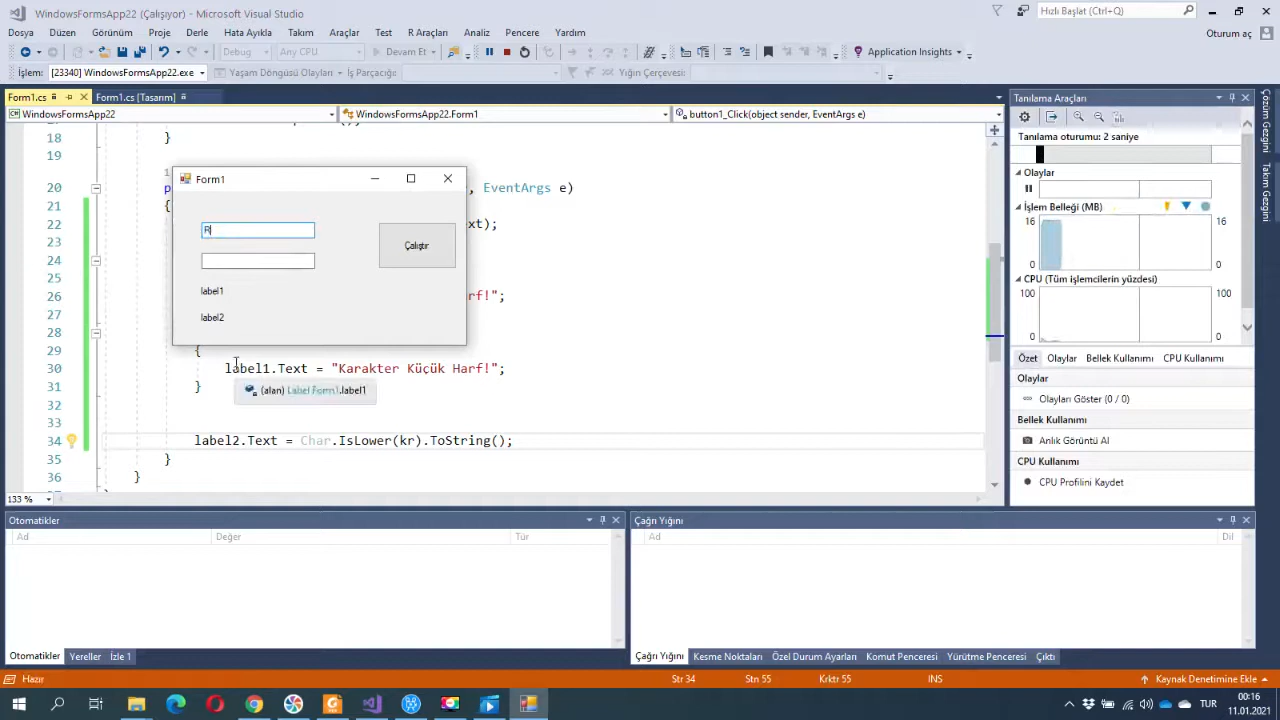 WindowsFormsApp22 (Çalışıyor) - Microsoft Visual Studio
Hızlı Başlat (Ctrl+Q)
Dosya Düzen Görünüm Proje Derle Hata Ayıkla Takım Araçlar Test R Araçları Analiz Pencere Yardım
Oturum aç
Debug Any CPU Devam Et Application Insights
İşlem: [23340] WindowsFormsApp22.exe Yaşam Döngüsü Olayları İş Parçacığı Yığın Çerçevesi:
Form1.cs Form1.cs [Tasarım]
WindowsFormsApp22 WindowsFormsApp22.Form1 button1_Click(object sender, EventArgs e)
18 }
19
20 , EventArgs e)
21 {
22 xt);
23
24
25
26 rf!";
27
28
29 {
30 label1.Text = "Karakter Küçük Harf!";
31 }
32
33
34 label2.Text = Char.IsLower(kr).ToString();
35 }
36 }
(alan) Label Form1.label1
133 %
Form1
R
Çalıştır
label1
label2
Tanılama Araçları
Tanılama oturumu: 2 saniye
Olaylar
İşlem Belleği (MB)
16 16
0 0
CPU (Tüm işlemcilerin yüzdesi)
100 100
0 0
Özet Olaylar Bellek Kullanımı CPU Kullanımı
Olaylar
Olayları Göster (0 / 0)
Bellek Kullanımı
Anlık Görüntü Al
CPU Kullanımı
CPU Profilini Kaydet
Çözüm Gezgini
Takım Gezgini
Otomatikler
Ad Değer Tür
Otomatikler Yereller İzle 1
Çağrı Yığını
Ad Dil
Çağrı Yığını Kesme Noktaları Özel Durum Ayarları Komut Penceresi Yürütme Penceresi Çıktı
Hazır Str 34 Stn 55 Krktr 55 INS Kaynak Denetimine Ekle
TUR
00:16
11.01.2021